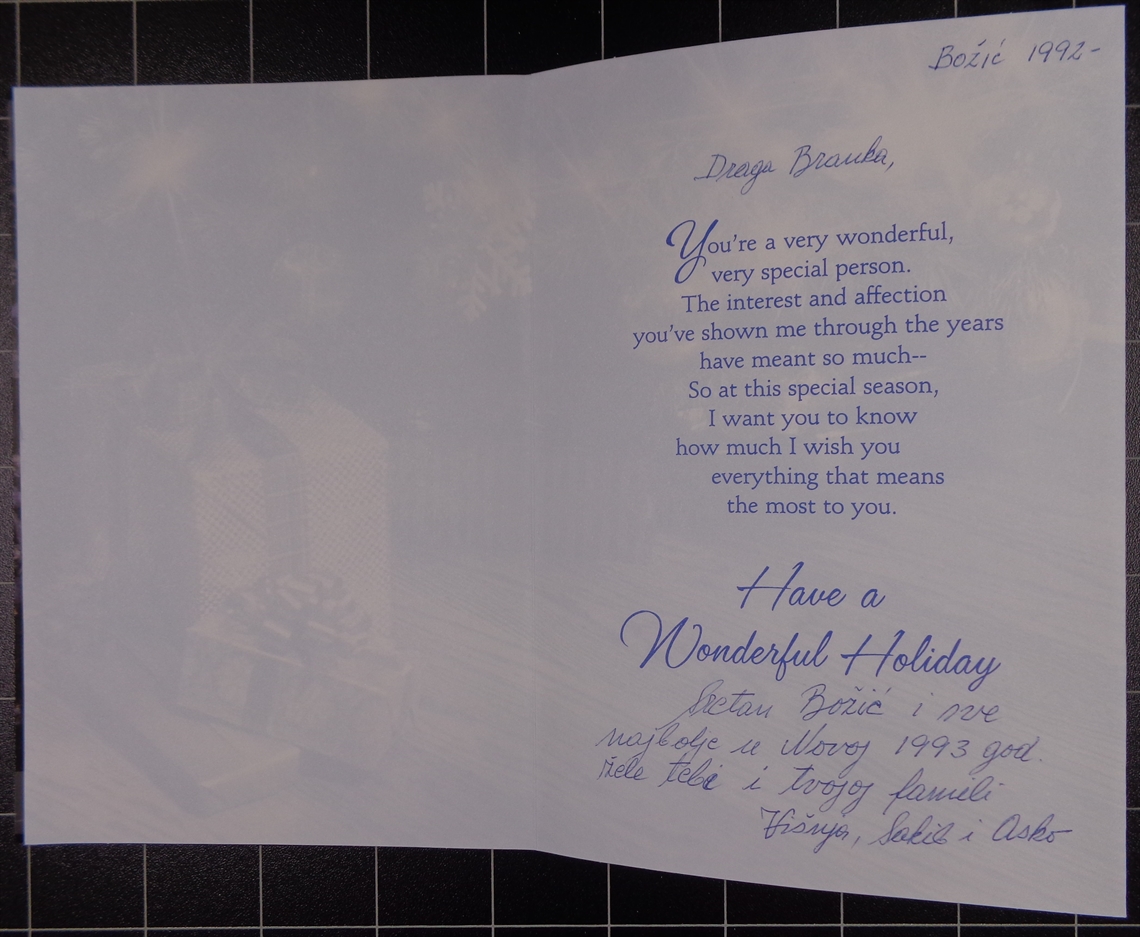 Božić 1992-
Draga Branka,
You're a very wonderful,
very special person.
The interest and affection
you've shown me through the years
have meant so much--
So at this special season,
I want you to know
how much I wish you
everything that means
the most to you.
Have a
Wonderful Holiday
Sretan Božić i sve
najbolje u Novoj 1993 god.
žele tebi i tvojoj famili
Višnja, Sakib i Asko